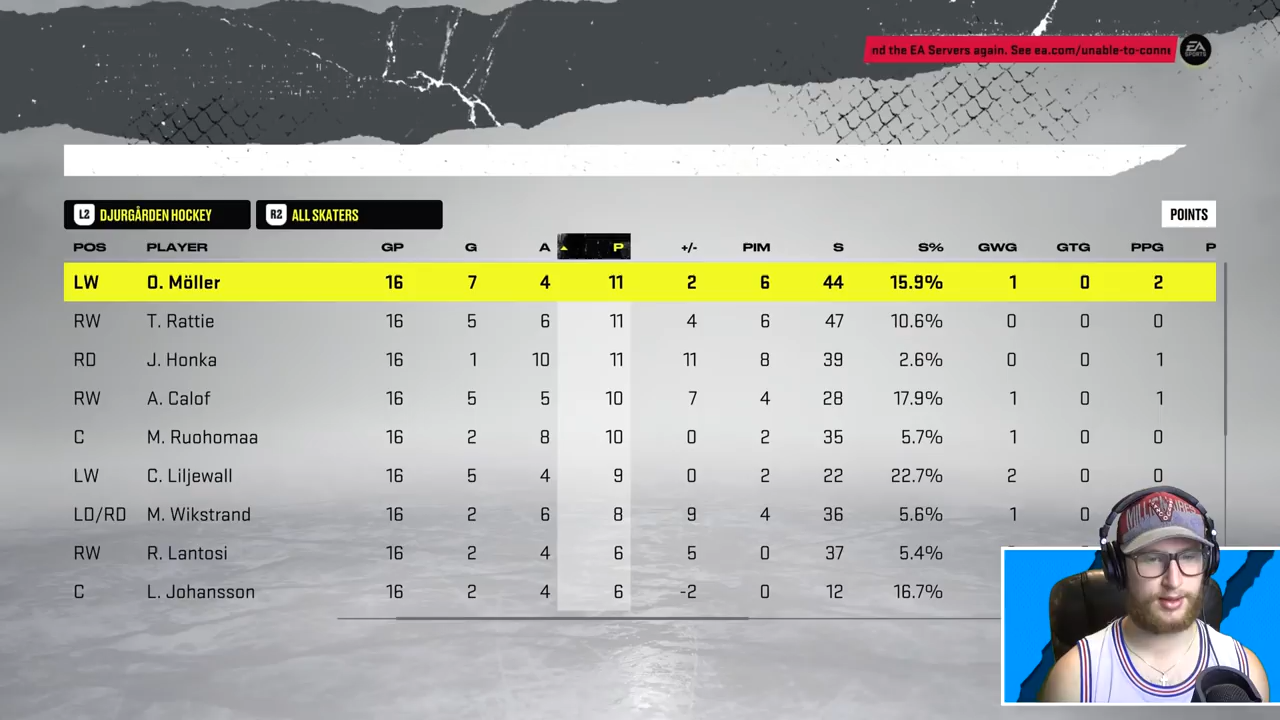 nd the EA Servers again. See ea.com/unable-to-conne
EA SPORTS
L2 DJURGÅRDEN HOCKEY R2 ALL SKATERS POINTS
POS PLAYER GP G A P +/- PIM S S% GWG GTG PPG P
LW O. Möller 16 7 4 11 2 6 44 15.9% 1 0 2
RW T. Rattie 16 5 6 11 4 6 47 10.6% 0 0 0
RD J. Honka 16 1 10 11 11 8 39 2.6% 0 0 1
RW A. Calof 16 5 5 10 7 4 28 17.9% 1 0 1
C M. Ruohomaa 16 2 8 10 0 2 35 5.7% 1 0 0
LW C. Liljewall 16 5 4 9 0 2 22 22.7% 2 0 0
LD/RD M. Wikstrand 16 2 6 8 9 4 36 5.6% 1 0
RW R. Lantosi 16 2 4 6 5 0 37 5.4%
C L. Johansson 16 2 4 6 -2 0 12 16.7%